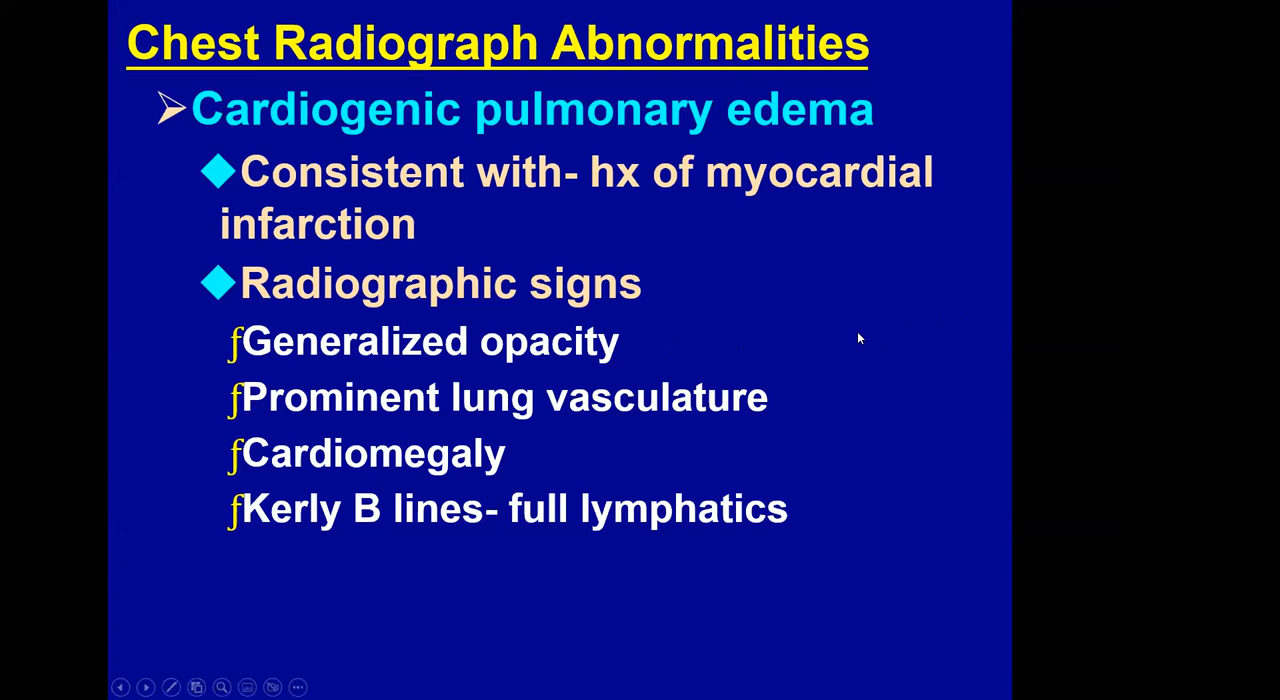 Chest Radiograph Abnormalities
Cardiogenic pulmonary edema
Consistent with- hx of myocardial
infarction
Radiographic signs
ƒGeneralized opacity
ƒProminent lung vasculature
ƒCardiomegaly
ƒKerly B lines- full lymphatics